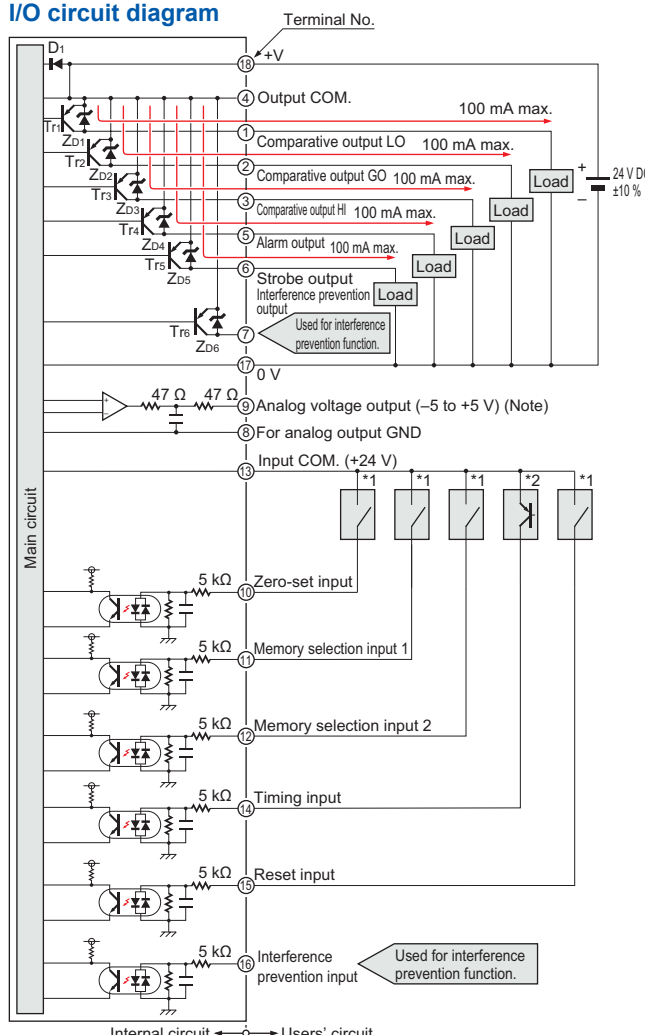 I/O circuit diagram
Terminal No.
D1
18 +V
4 Output COM.
100 mA max.
Tr1
ZD1
1
Comparative output LO
100 mA max.
Tr2
ZD2
2
Comparative output GO
100 mA max.
Tr3
ZD3
3
Comparative output HI
100 mA max.
Tr4
ZD4
5
Alarm output
100 mA max.
Tr5
ZD5
6
Strobe output
Interference prevention
output
Load
Load
Load
Load
Load
+
–
24 V DC
±10 %
Tr6
ZD6
7
Used for interference
prevention function.
17
0 V
+
–
47 Ω 47 Ω
9 Analog voltage output (–5 to +5 V) (Note)
8 For analog output GND
13 Input COM. (+24 V)
*1 *1 *1 *2 *1
Main circuit
5 kΩ 10 Zero-set input
5 kΩ 11 Memory selection input 1
5 kΩ 12 Memory selection input 2
5 kΩ 14 Timing input
5 kΩ 15 Reset input
5 kΩ 16 Interference
prevention input
Used for interference
prevention function.
Internal circuit Users' circuit